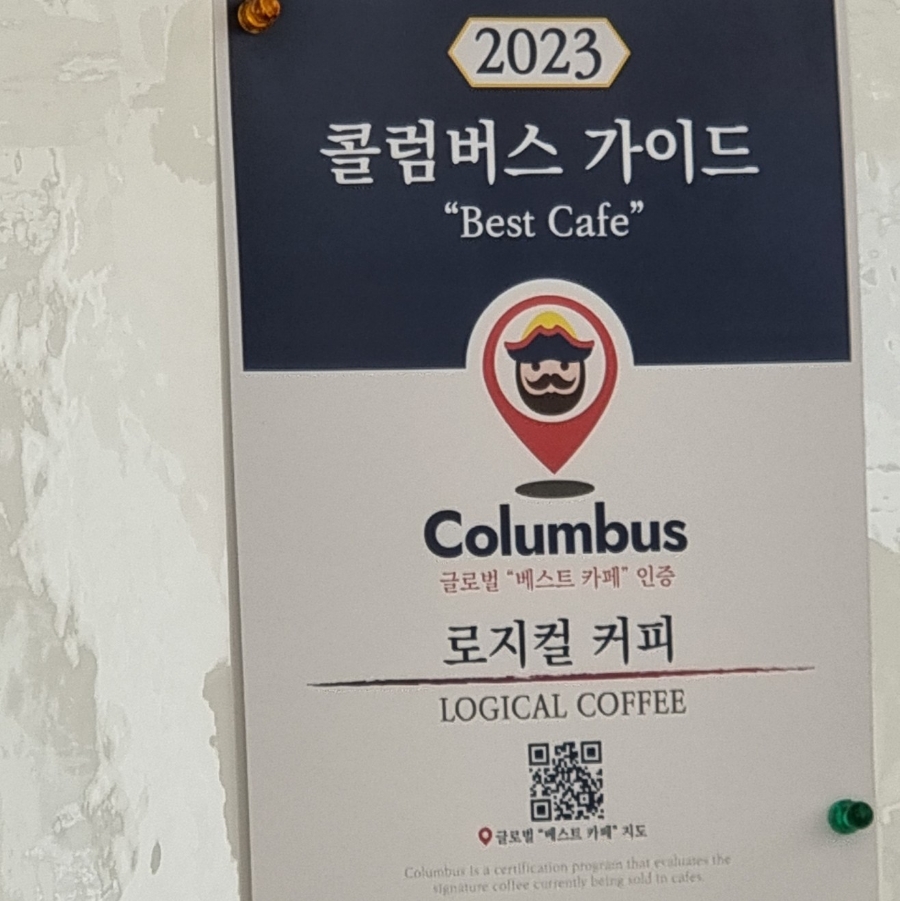 2023
콜럼버스 가이드
“Best Cafe”
Columbus
글로벌 “베스트 카페” 인증
로지컬 커피
LOGICAL COFFEE
글로벌 “베스트 카페” 지도
Columbus is a certification program that evaluates the
signature coffee currently being sold in cafes.